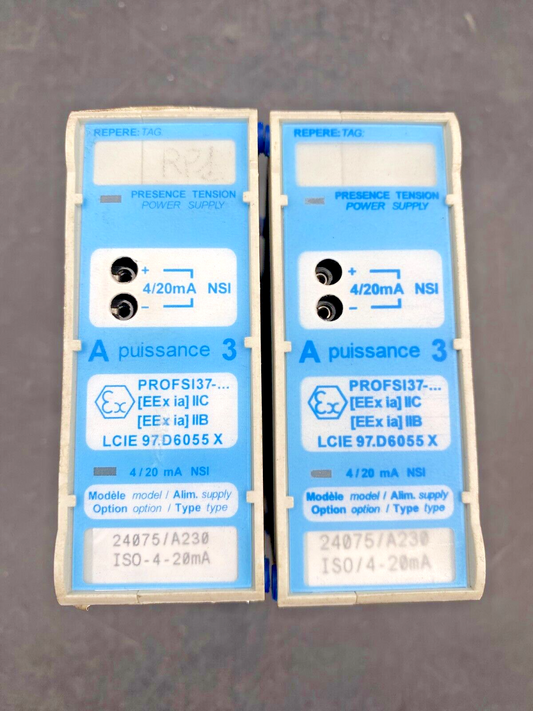 REPERE: TAG:
RP1
PRESENCE TENSION
POWER SUPPLY
+
4/20mA NSI
-
A puissance 3
Ex
PROFSI37-...
[EEx ia] IIC
[EEx ia] IIB
LCIE 97.D6055 X
4/20 mA NSI
Modèle model / Alim. supply
Option option / Type type
24075/A230
ISO-4-20mA
REPERE: TAG:
PRESENCE TENSION
POWER SUPPLY
+
4/20mA NSI
-
A puissance 3
Ex
PROFSI37-...
[EEx ia] IIC
[EEx ia] IIB
LCIE 97.D6055 X
4/20 mA NSI
Modèle model / Alim. supply
Option option / Type type
24075/A230
ISO/4-20mA